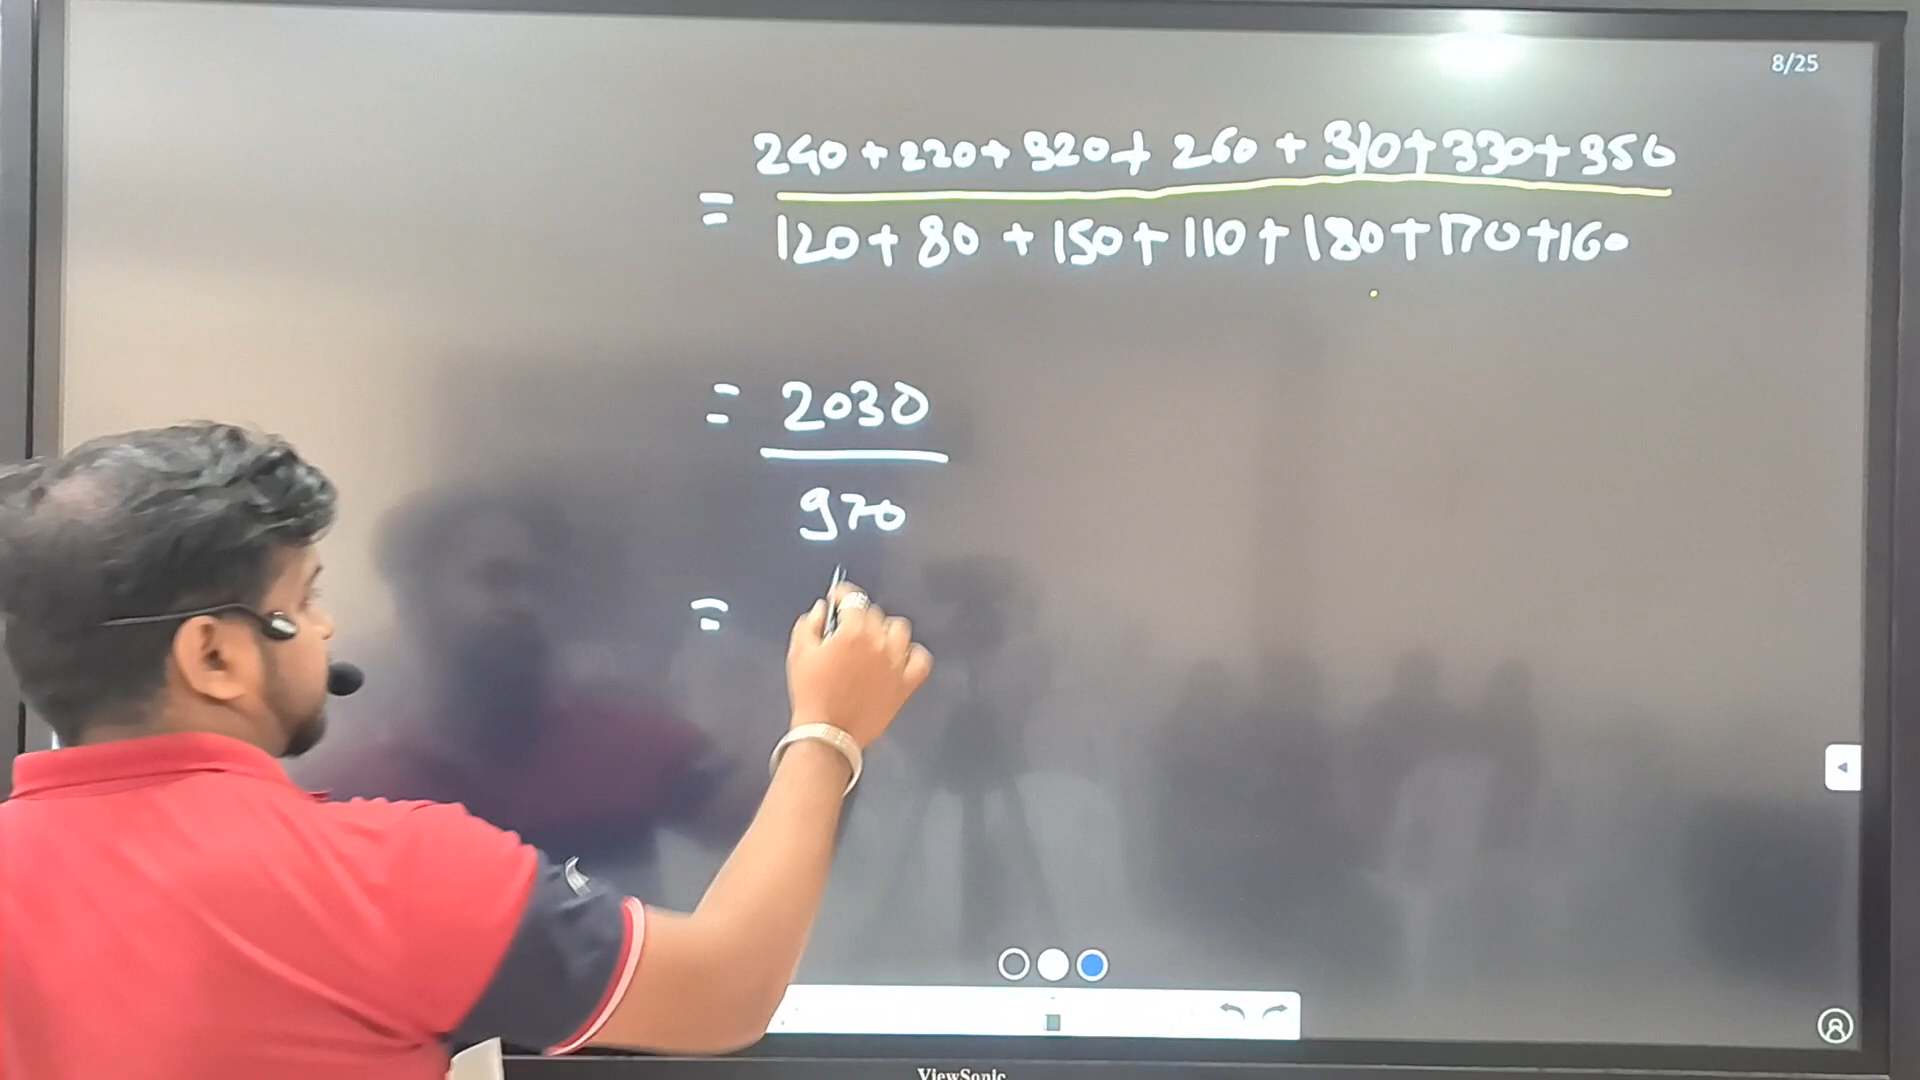 8/25
240 + 220 + 320 + 260 + 310 + 330 + 350
=
120 + 80 + 150 + 110 + 180 + 170 + 160
= 2030
970
=
ViewSonic